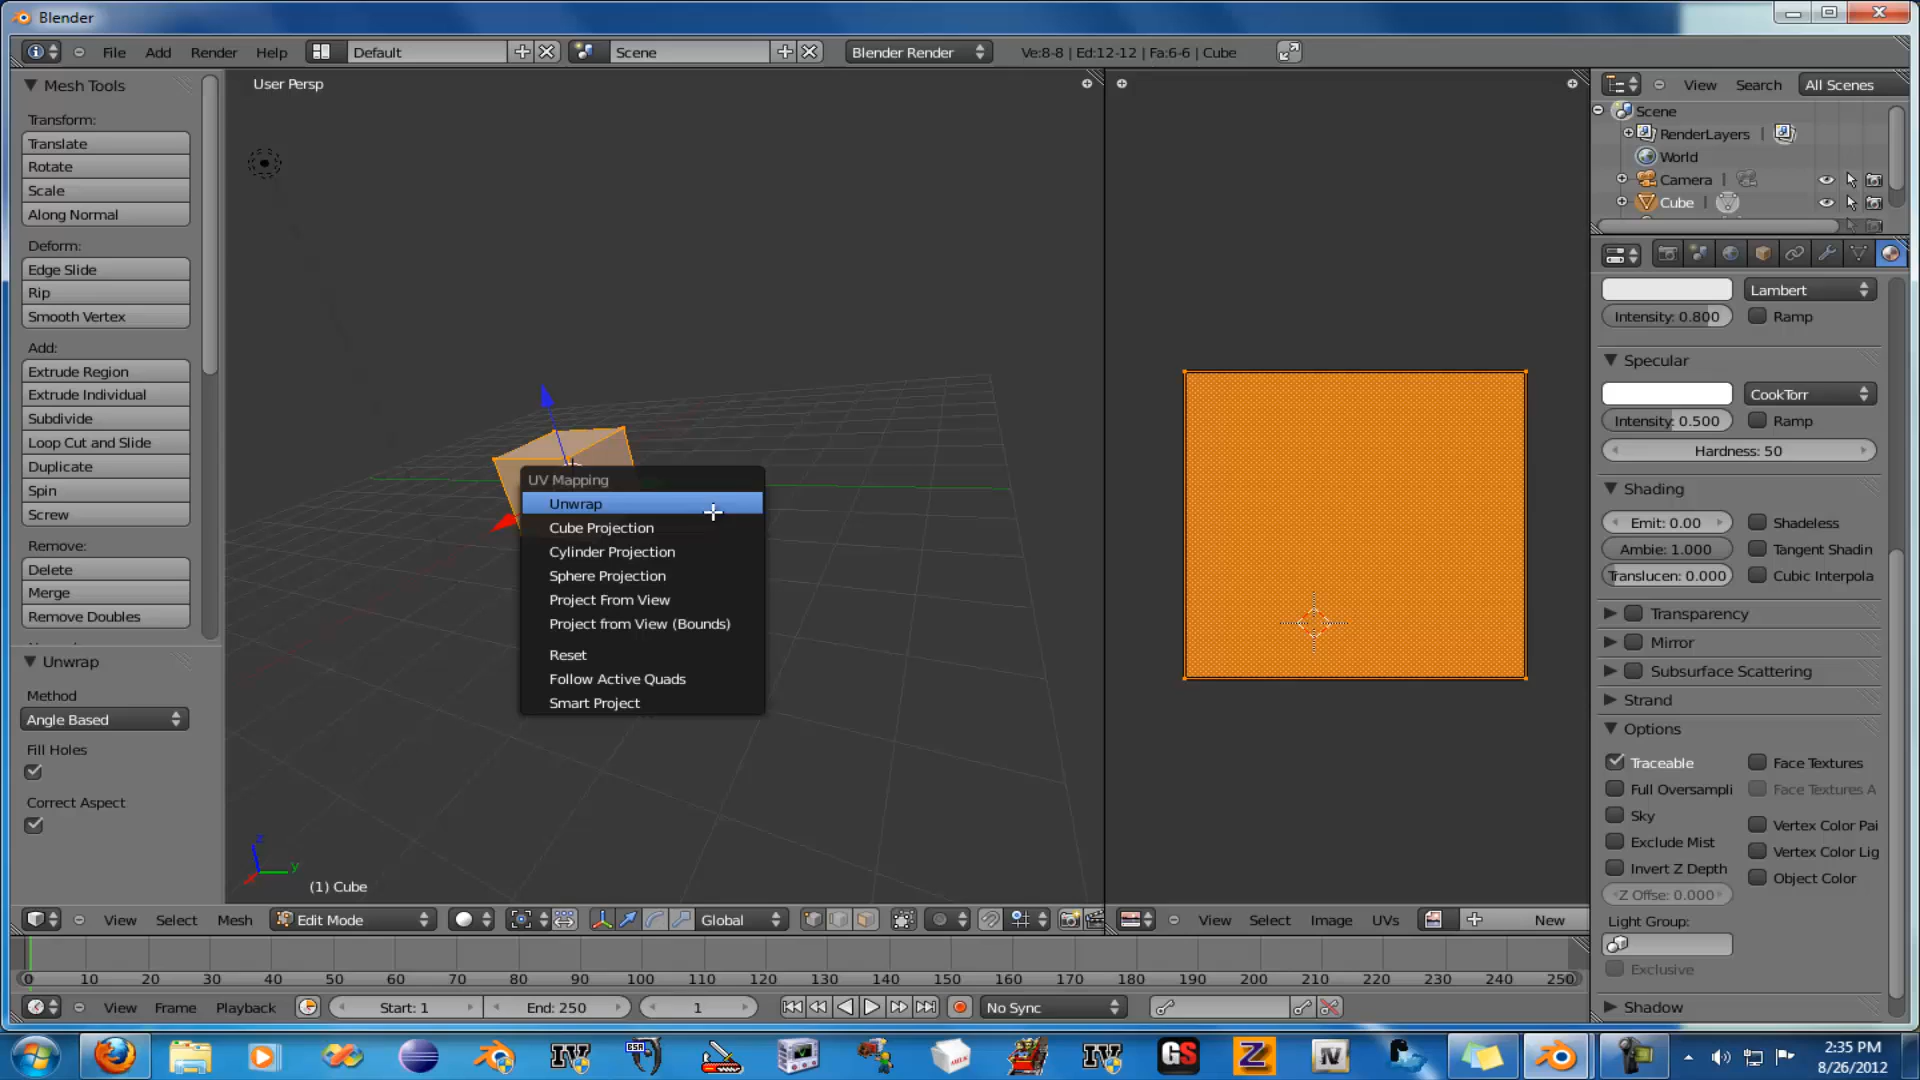 Blender
File Add Render Help Default Scene Blender Render Ve:8-8 | Ed:12-12 | Fa:6-6 | Cube
Mesh Tools
Transform:
Translate
Rotate
Scale
Along Normal
Deform:
Edge Slide
Rip
Smooth Vertex
Add:
Extrude Region
Extrude Individual
Subdivide
Loop Cut and Slide
Duplicate
Spin
Screw
Remove:
Delete
Merge
Remove Doubles
Unwrap
Method
Angle Based
Fill Holes
Correct Aspect
User Persp
UV Mapping
Unwrap
Cube Projection
Cylinder Projection
Sphere Projection
Project From View
Project from View (Bounds)
Reset
Follow Active Quads
Smart Project
z
y
x
(1) Cube
View Select Mesh Edit Mode Global
View Select Image UVs New
View Search All Scenes
Scene
RenderLayers |
World
Camera |
Cube |
Lambert
Intensity: 0.800 Ramp
Specular
CookTorr
Intensity: 0.500 Ramp
Hardness: 50
Shading
Emit: 0.00 Shadeless
Ambie: 1.000 Tangent Shadin
Translucen: 0.000 Cubic Interpola
Transparency
Mirror
Subsurface Scattering
Strand
Options
Traceable Face Textures
Full Oversampli Face Textures A
Sky Vertex Color Pai
Exclude Mist Vertex Color Lig
Invert Z Depth Object Color
Z Offse: 0.000
Light Group:
Exclusive
Shadow
0 10 20 30 40 50 60 70 80 90 100 110 120 130 140 150 160 170 180 190 200 210 220 230 240 250
View Frame Playback Start: 1 End: 250 1 No Sync
IV GSA MILK IV GS Z IV
2:35 PM
8/26/2012